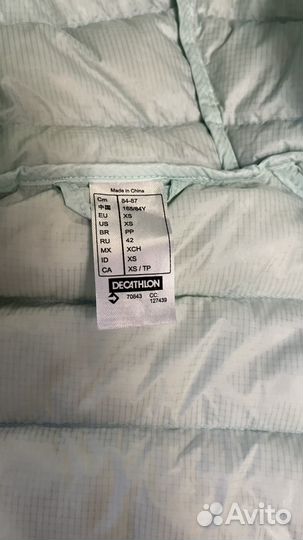 Made in China
Cm 84-87
中国 165/84Y
EU XS
US XS
BR PP
RU 42
MX XCH
ID XS
CA XS / TP
DECATHLON
70843 CC:
127439
Avito